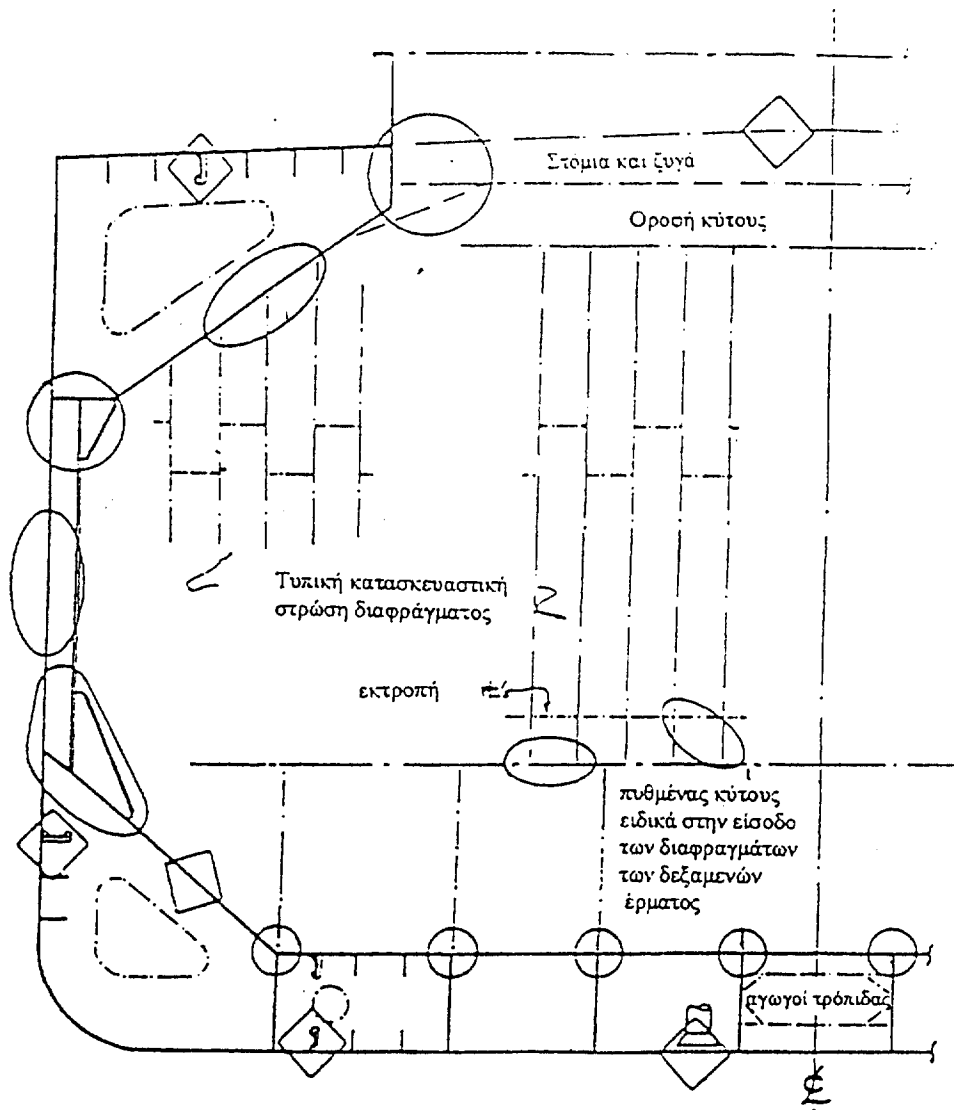 Στόμια και ζυγά
Οροφή κύτους
Τυπική κατασκευαστική
στρώση διαφράγματος
εκτροπή
πυθμένας κύτους
ειδικά στην είσοδο
των διαφραγμάτων
των δεξαμενών
έρματος
αγωγοί τρόπιδας